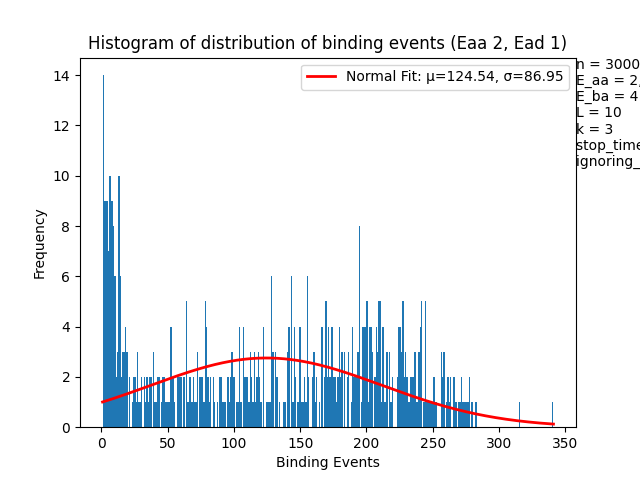 Histogram of distribution of binding events (Eaa 2, Ead 1)
Normal Fit: μ=124.54, σ=86.95
n = 3000
E_aa = 2,
E_ba = 4
L = 10
k = 3
stop_time
ignoring_
14
12
10
8
6
4
2
0
Frequency
0 50 100 150 200 250 300 350
Binding Events